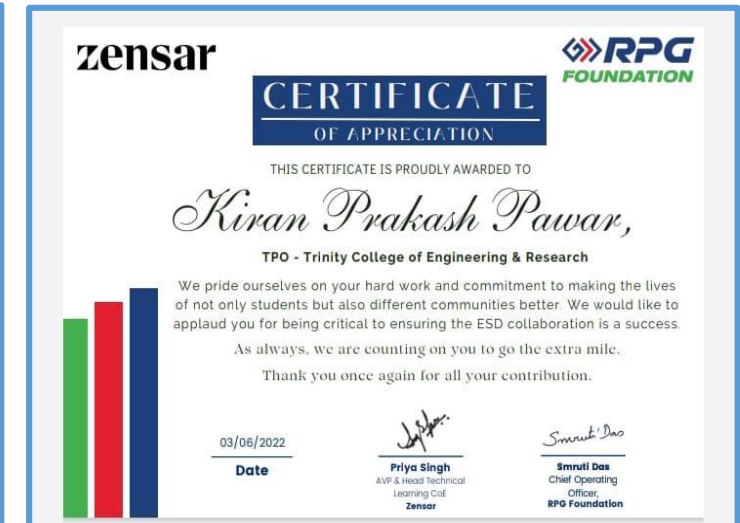 zensar
RPG
FOUNDATION
CERTIFICATE
OF APPRECIATION
THIS CERTIFICATE IS PROUDLY AWARDED TO
Kiran Prakash Pawar,
TPO - Trinity College of Engineering & Research
We pride ourselves on your hard work and commitment to making the lives
of not only students but also different communities better. We would like to
applaud you for being critical to ensuring the ESD collaboration is a success.
As always, we are counting on you to go the extra mile.
Thank you once again for all your contribution.
03/06/2022
Date
Priya Singh
AVP & Head Technical
Learning CoE
Zensar
Smruti Das
Smruti Das
Chief Operating
Officer,
RPG Foundation